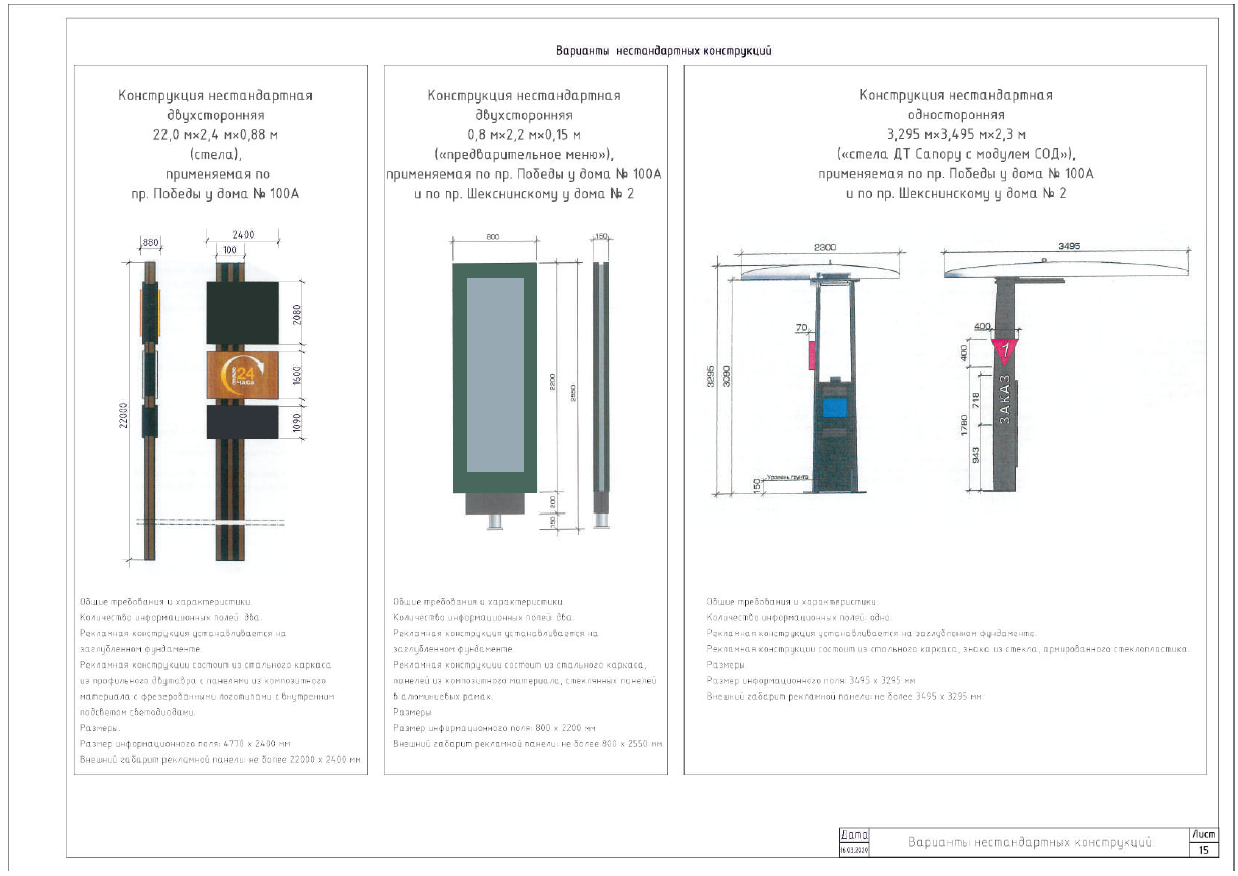 Варианты нестандартных конструкций
Конструкция нестандартная
двухсторонняя
22,0 м×2,4 м×0,88 м
(стела),
применяемая по
пр. Победы у дома № 100А
880
2400
100
22000
2080
1600
24
ЧАСА
1090
Общие требования и характеристики.
Количество информационных полей: два.
Рекламная конструкция устанавливается на
заглубленном фундаменте.
Рекламная конструкции состоит из стального каркаса
из профильного двутавра с панелями из композитного
материала с фрезерованными логотипами с внутренним
подсветом светодиодами.
Размеры.
Размер информационного поля: 4770 х 2400 мм
Внешний габарит рекламной панели: не более 22000 х 2400 мм
Конструкция нестандартная
двухсторонняя
0,8 м×2,2 м×0,15 м
(«предварительное меню»),
применяемая по пр. Победы у дома № 100А
и по пр. Шекснинскому у дома № 2
800
150
2200
2550
200
150
Общие требования и характеристики.
Количество информационных полей: два.
Рекламная конструкция устанавливается на
заглубленном фундаменте.
Рекламная конструкции состоит из стального каркаса,
панелей из композитного материала, стеклянных панелей
в алюминиевых рамах.
Размеры
Размер информационного поля: 800 х 2200 мм
Внешний габарит рекламной панели: не более 800 х 2550 мм
Конструкция нестандартная
односторонняя
3,295 м×3,495 м×2,3 м
(«стела ДТ Canopy с модулем СОД»),
применяемая по пр. Победы у дома № 100А
и по пр. Шекснинскому у дома № 2
2300
3495
70
3295
3090
Уровень грунта
150
400
400
1
ЗАКАЗ
718
1780
943
Общие требования и характеристики.
Количество информационных полей: одно.
Рекламная конструкция устанавливается на заглубленном фундаменте.
Рекламная конструкции состоит из стального каркаса, знака из стекла, армированного стеклопластика.
Размеры
Размер информационного поля: 3495 х 3295 мм
Внешний габарит рекламной панели: не более 3495 х 3295 мм
Дата
16.03.2020
Варианты нестандартных конструкций.
Лист
15